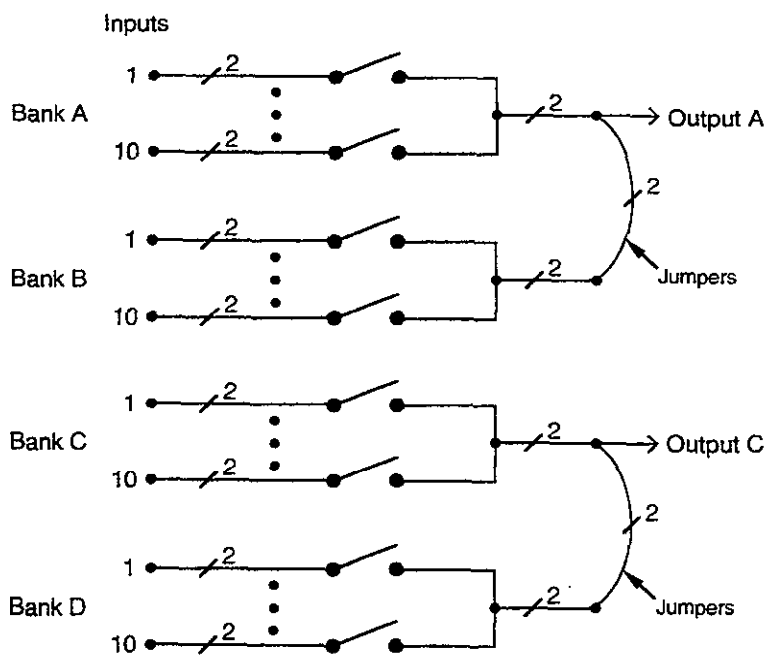 Inputs
1 2
2 Output A
Bank A
10 2
2
1 2
Bank B
2 Jumpers
10 2
1 2
2 Output C
Bank C
10 2
2
1 2
Bank D
2 Jumpers
10 2